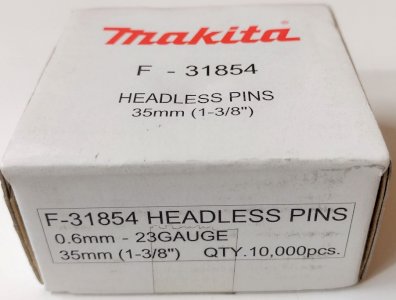 makita
F - 31854
HEADLESS PINS
35mm (1-3/8")
F-31854 HEADLESS PINS
0.6mm - 23GAUGE
35mm (1-3/8") QTY.10,000pcs.